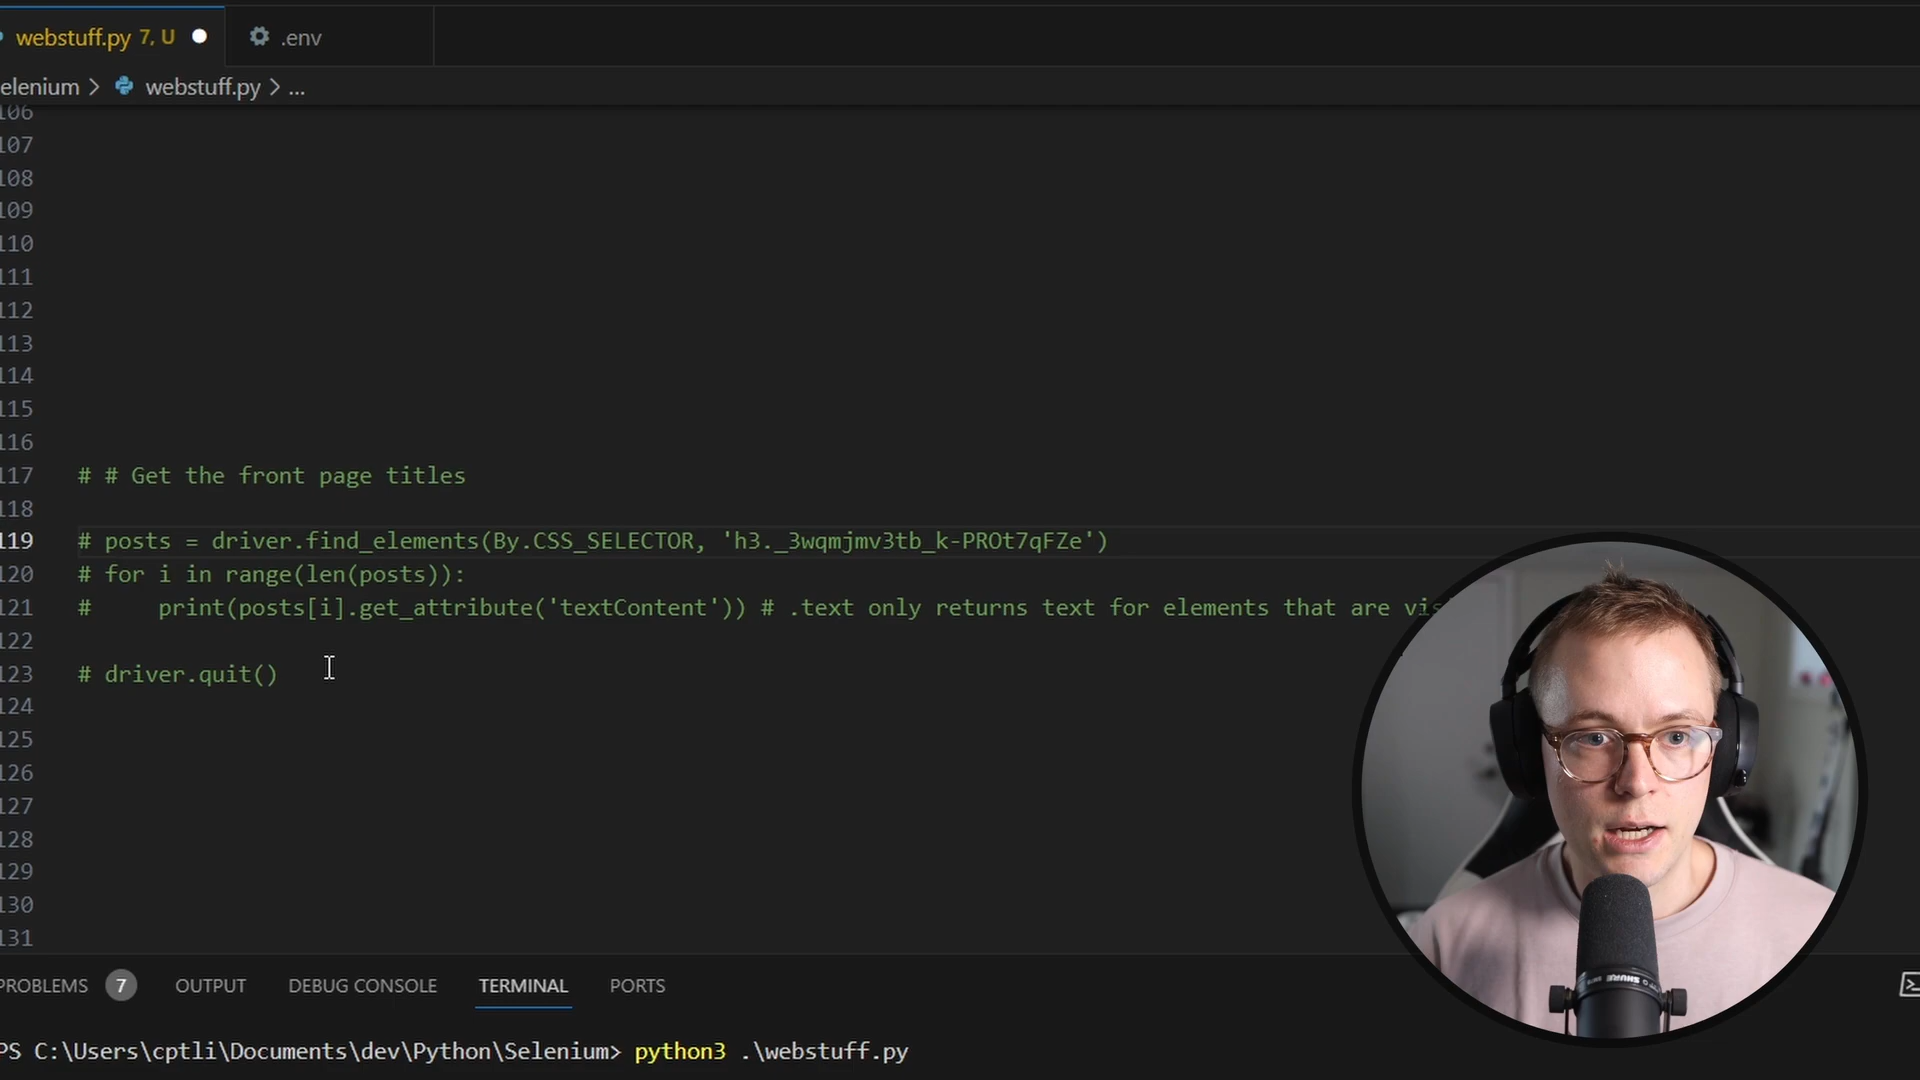 webstuff.py 7, U
.env
elenium > webstuff.py > ...
106
107
108
109
110
111
112
113
114
115
116
117 # # Get the front page titles
118
119 # posts = driver.find_elements(By.CSS_SELECTOR, 'h3._3wqmjmv3tb_k-PROt7qFZe')
120 # for i in range(len(posts)):
121 #     print(posts[i].get_attribute('textContent')) # .text only returns text for elements that are vis
122
123 # driver.quit()
124
125
126
127
128
129
130
131
PROBLEMS 7 OUTPUT DEBUG CONSOLE TERMINAL PORTS
PS C:\Users\cptli\Documents\dev\Python\Selenium> python3 .\webstuff.py
SHURE